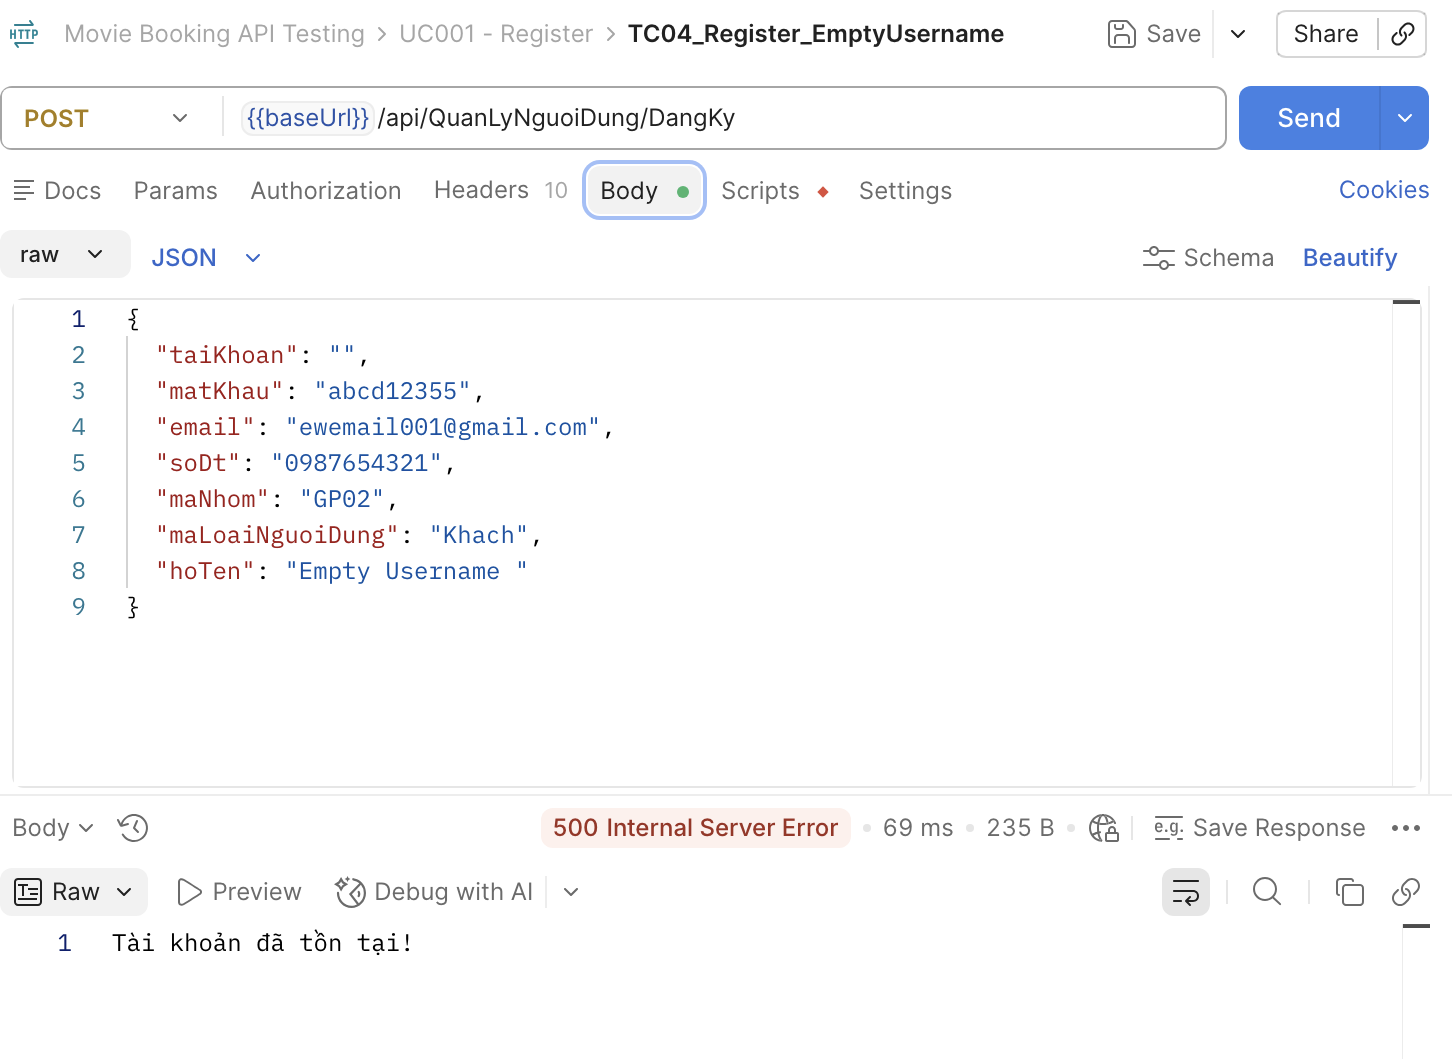 HTTP Movie Booking API Testing > UC001 - Register > TC04_Register_EmptyUsername Save Share
POST {{baseUrl}} /api/QuanLyNguoiDung/DangKy Send
Docs Params Authorization Headers 10 Body Scripts Settings Cookies
raw JSON Schema Beautify
1 {
2 "taiKhoan": "",
3 "matKhau": "abcd12355",
4 "email": "ewemail001@gmail.com",
5 "soDt": "0987654321",
6 "maNhom": "GP02",
7 "maLoaiNguoiDung": "Khach",
8 "hoTen": "Empty Username "
9 }
Body 500 Internal Server Error 69 ms 235 B e.g. Save Response
Raw Preview Debug with AI
1 Tài khoản đã tồn tại!